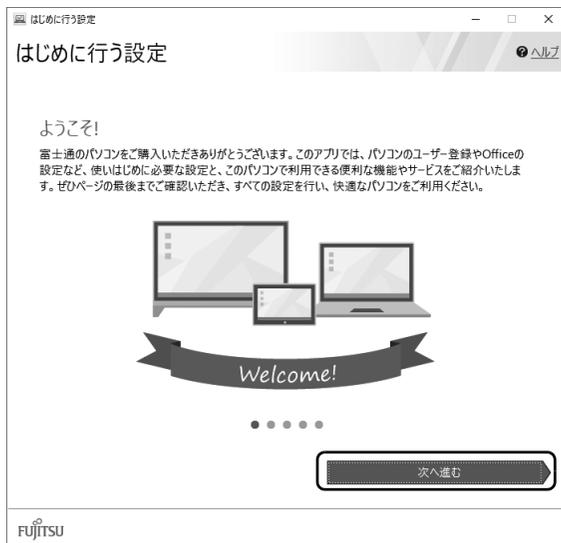 はじめに行う設定
はじめに行う設定
ヘルプ
ようこそ!
富士通のパソコンをご購入いただきありがとうございます。このアプリでは、パソコンのユーザー登録やOfficeの
設定など、使いはじめに必要な設定と、このパソコンで利用できる便利な機能やサービスをご紹介いたしま
す。ぜひページの最後までご確認いただき、すべての設定を行い、快適なパソコンをご利用ください。
Welcome!
次へ進む
FUJITSU